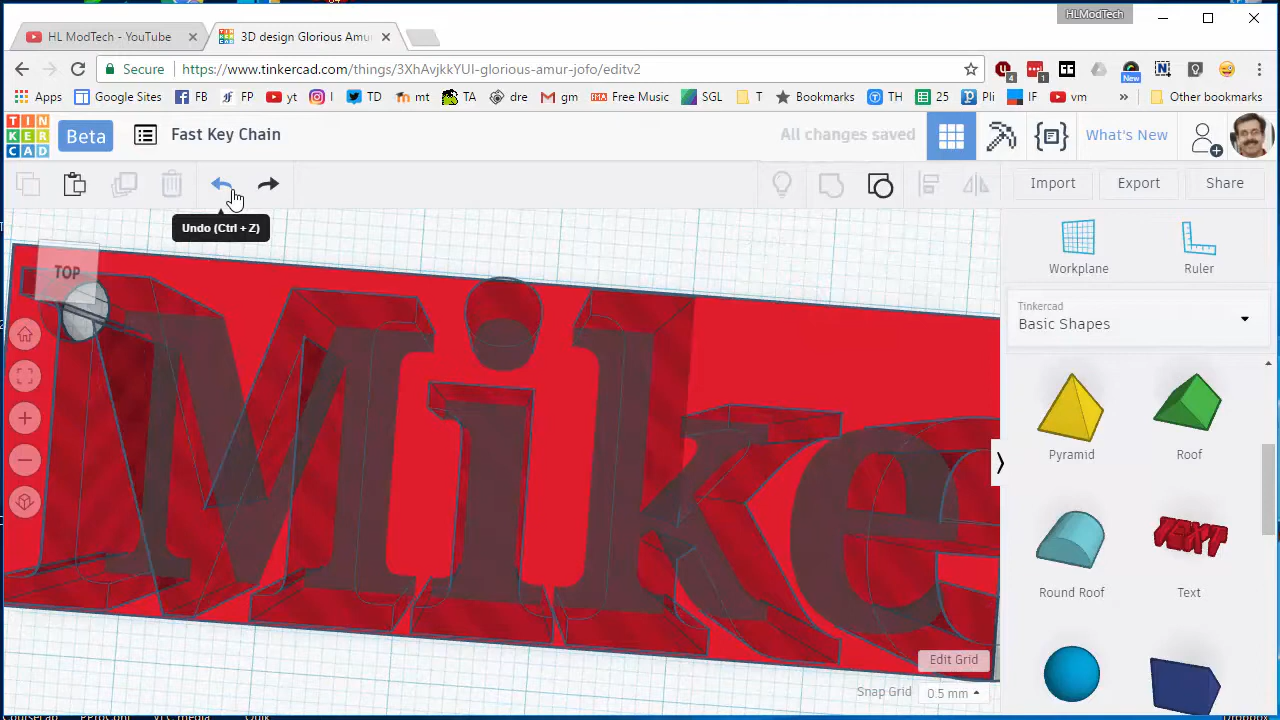 HLModTech
HL ModTech - YouTube
3D design Glorious Amu
Secure
https://www.tinkercad.com/things/3XhAvjkkYUI-glorious-amur-jofo/editv2
4
1
New
Apps
Google Sites
FB
FP
yt
I
TD
mt
TA
dre
gm
Free Music
SGL
T
Bookmarks
TH
25
Pli
IF
vm
»
Other bookmarks
TIN
KER
CAD
Beta
Fast Key Chain
All changes saved
What's New
Undo (Ctrl + Z)
Import
Export
Share
TOP
Mike
Workplane
Ruler
Tinkercad
Basic Shapes
Pyramid
Roof
TEXT
Round Roof
Text
Edit Grid
Snap Grid
0.5 mm